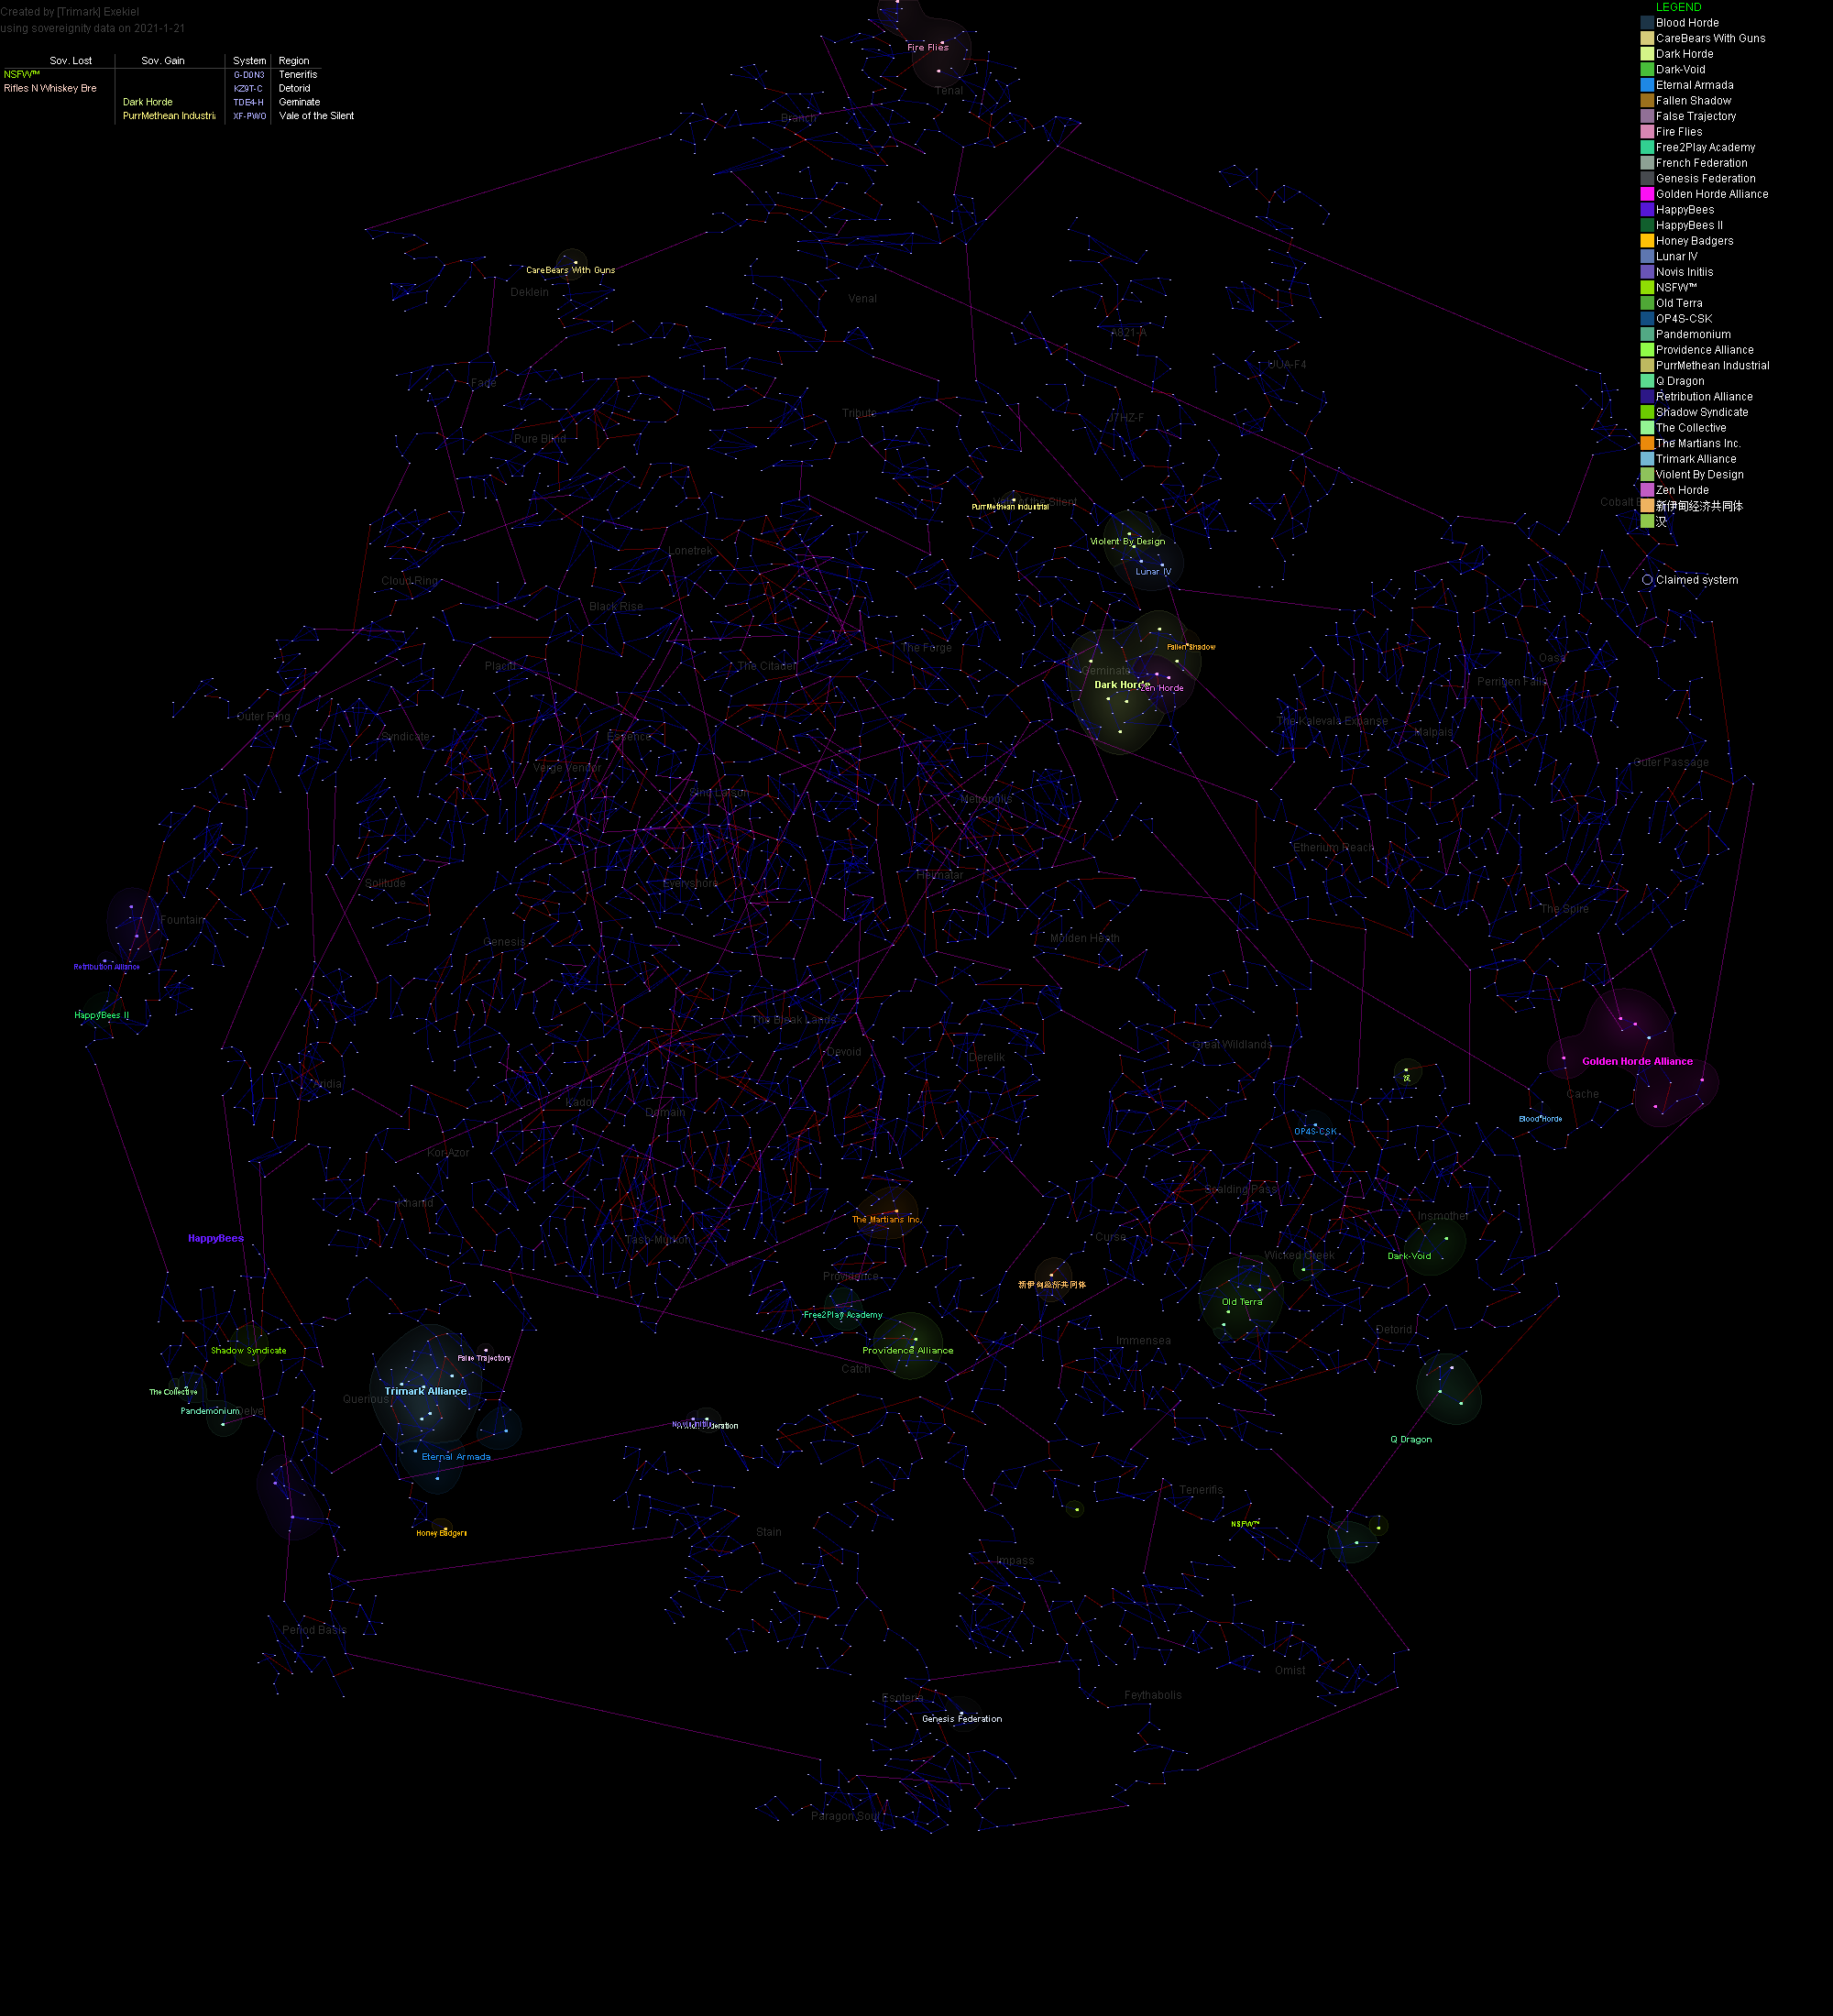 Created by [Trimark] Exekiel
using sovereignity data on 2021-1-21
Sov. Lost Sov. Gain System Region
NSFW™ G-D0N3 Tenerifis
Rifles N Whiskey Bre KZ9T-C Detorid
Dark Horde TDE4-H Geminate
PurrMethean Industria XF-PWO Vale of the Silent
LEGEND
Blood Horde
CareBears With Guns
Dark Horde
Dark-Void
Eternal Armada
Fallen Shadow
False Trajectory
Fire Flies
Free2Play Academy
French Federation
Genesis Federation
Golden Horde Alliance
HappyBees
HappyBees II
Honey Badgers
Lunar IV
Novis Initiis
NSFW™
Old Terra
OP4S-CSK
Pandemonium
Providence Alliance
PurrMethean Industrial
Q Dragon
Retribution Alliance
Shadow Syndicate
The Collective
The Martians Inc.
Trimark Alliance
Violent By Design
Zen Horde
新伊甸经济共同体
汉
Claimed system
Fire Flies
Tenal
Branch
CareBears With Guns
Deklein
Venal
A821-A
UUA-F4
Fade
Tribute
J7HZ-F
Pure Blind
Vale of the Silent
PurrMethean Industrial
Cobalt
Violent By Design
Lonetrek
Lunar IV
Cloud Ring
Black Rise
Fallen Shadow
The Forge
Oasa
Placid
The Citadel
Geminate
Perrigen Falls
Dark Horde
Zen Horde
Outer Ring
The Kalevala Expanse
Syndicate
Essence
Malpais
Outer Passage
Verge Vendor
Sinq Laison
Metropolis
Etherium Reach
Solitude
Everyshore
Heimatar
The Spire
Fountain
Genesis
Molden Heath
Retribution Alliance
HappyBees II
The Bleak Lands
Great Wildlands
Devoid
Derelik
Golden Horde Alliance
汉
Aridia
Cache
Kador
Domain
Blood Horde
OP4S-CSK
Kor-Azor
Scalding Pass
Khanid
Insmother
The Martians Inc.
HappyBees
Tash-Murkon
Curse
Wicked Creek
Dark-Void
Providence
新伊甸经济共同体
Old Terra
Free2Play Academy
Detorid
Immensea
Shadow Syndicate
Providence Alliance
False Trajectory
Catch
The Collective
Trimark Alliance
Querious
Pandemonium
Delve
Q Dragon
Eternal Armada
Tenerifis
NSFW™
Honey Badgers
Stain
Impass
Period Basis
Omist
Esoteria
Feythabolis
Genesis Federation
Paragon Soul